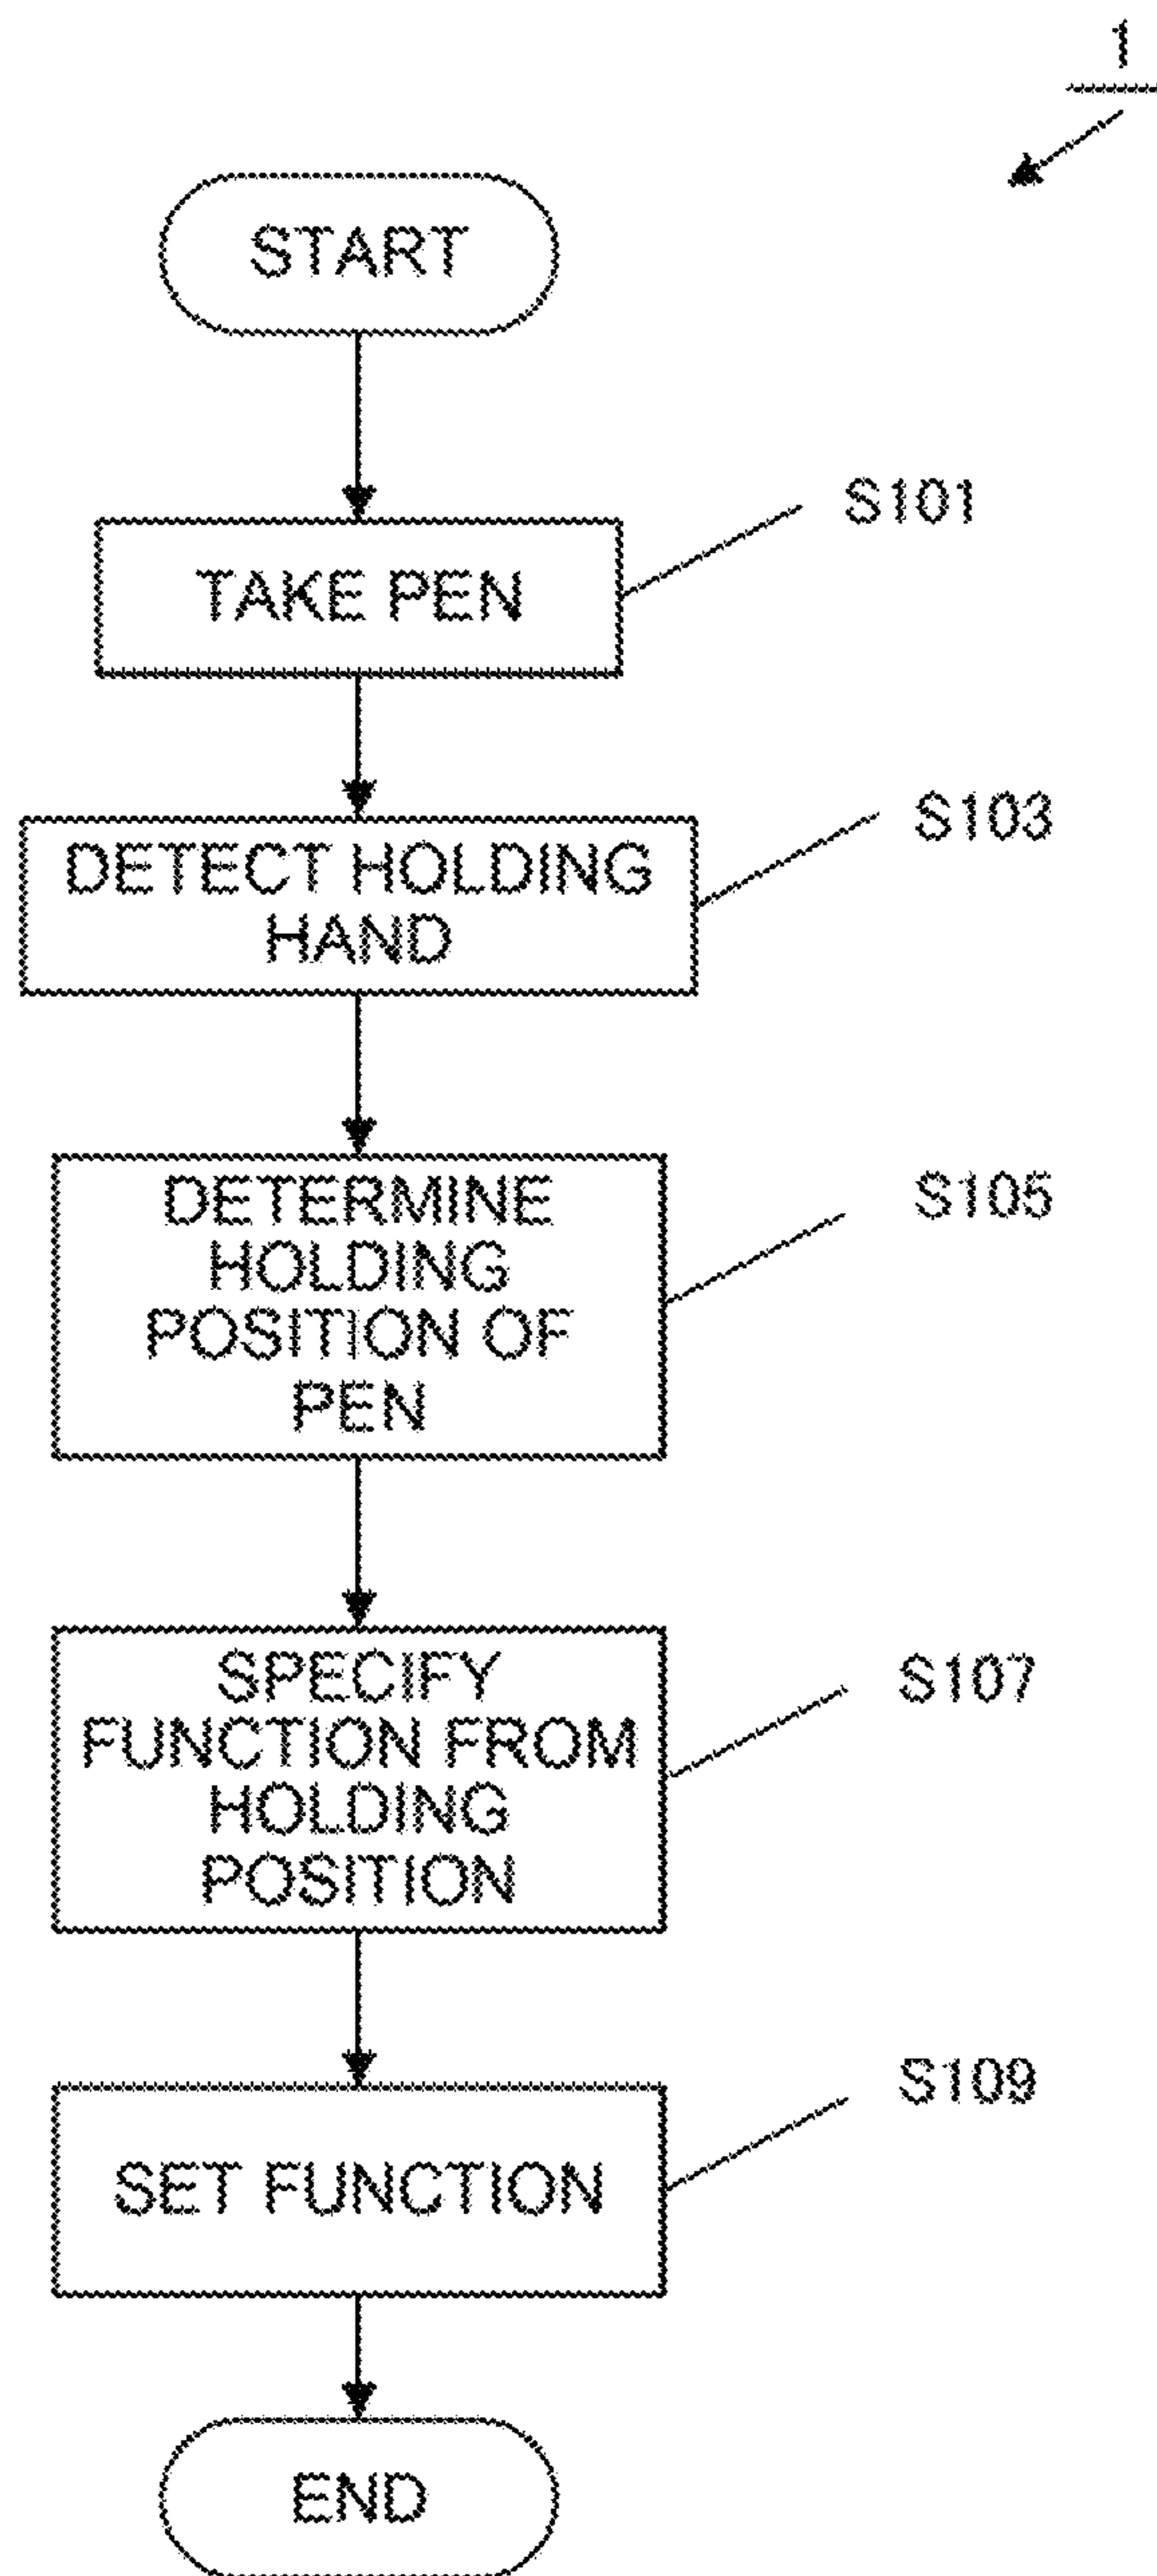 1
START
TAKE PEN
S101
DETECT HOLDING
HAND
S103
DETERMINE
HOLDING
POSITION OF
PEN
S105
SPECIFY
FUNCTION FROM
HOLDING
POSITION
S107
SET FUNCTION
S109
END